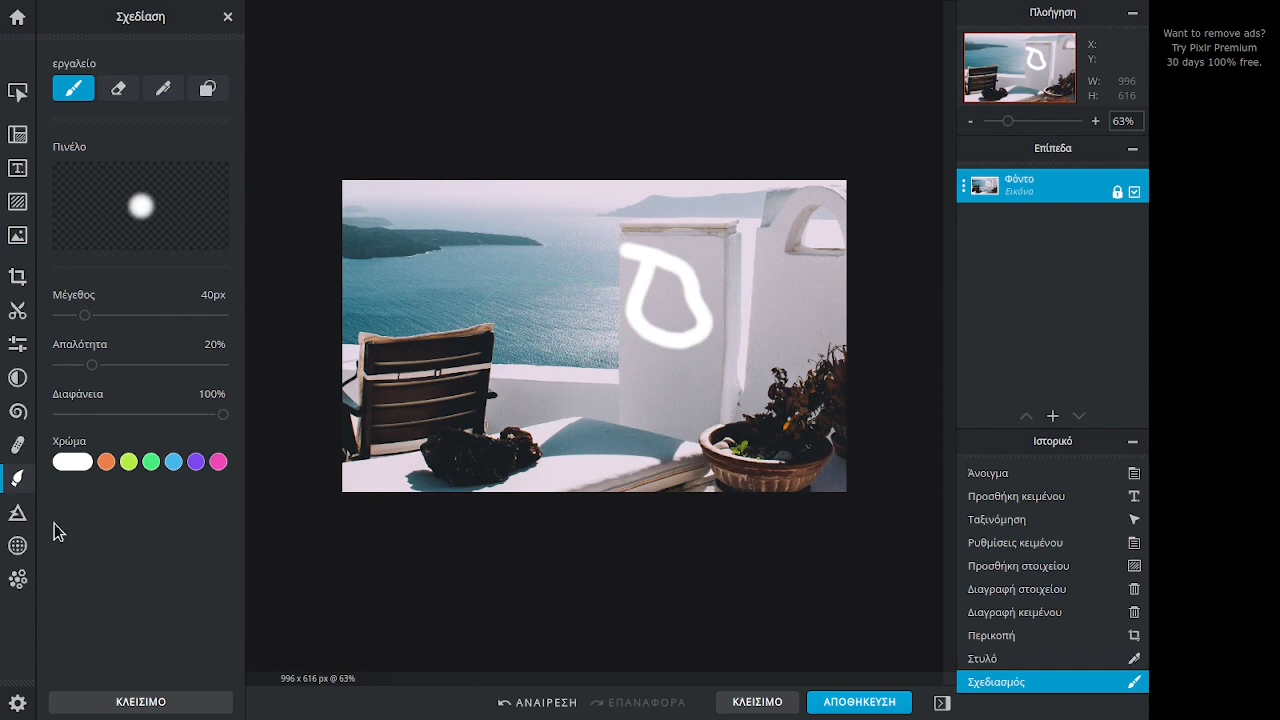 Σχεδίαση
εργαλείο
Πινέλο
Μέγεθος 40px
Απαλότητα 20%
Διαφάνεια 100%
Χρώμα
ΚΛΕΙΣΙΜΟ
996 x 616 px @ 63%
ΑΝΑΙΡΕΣΗ ΕΠΑΝΑΦΟΡΑ ΚΛΕΙΣΙΜΟ ΑΠΟΘΗΚΕΥΣΗ
Πλοήγηση
X:
Y:
W: 996
H: 616
- + 63%
Επίπεδα
Φόντο
Εικόνα
Ιστορικό
Άνοιγμα
Προσθήκη κειμένου
Ταξινόμηση
Ρυθμίσεις κειμένου
Προσθήκη στοιχείου
Διαγραφή στοιχείου
Διαγραφή κειμένου
Περικοπή
Στυλό
Σχεδιασμός
Want to remove ads?
Try Pixlr Premium
30 days 100% free.